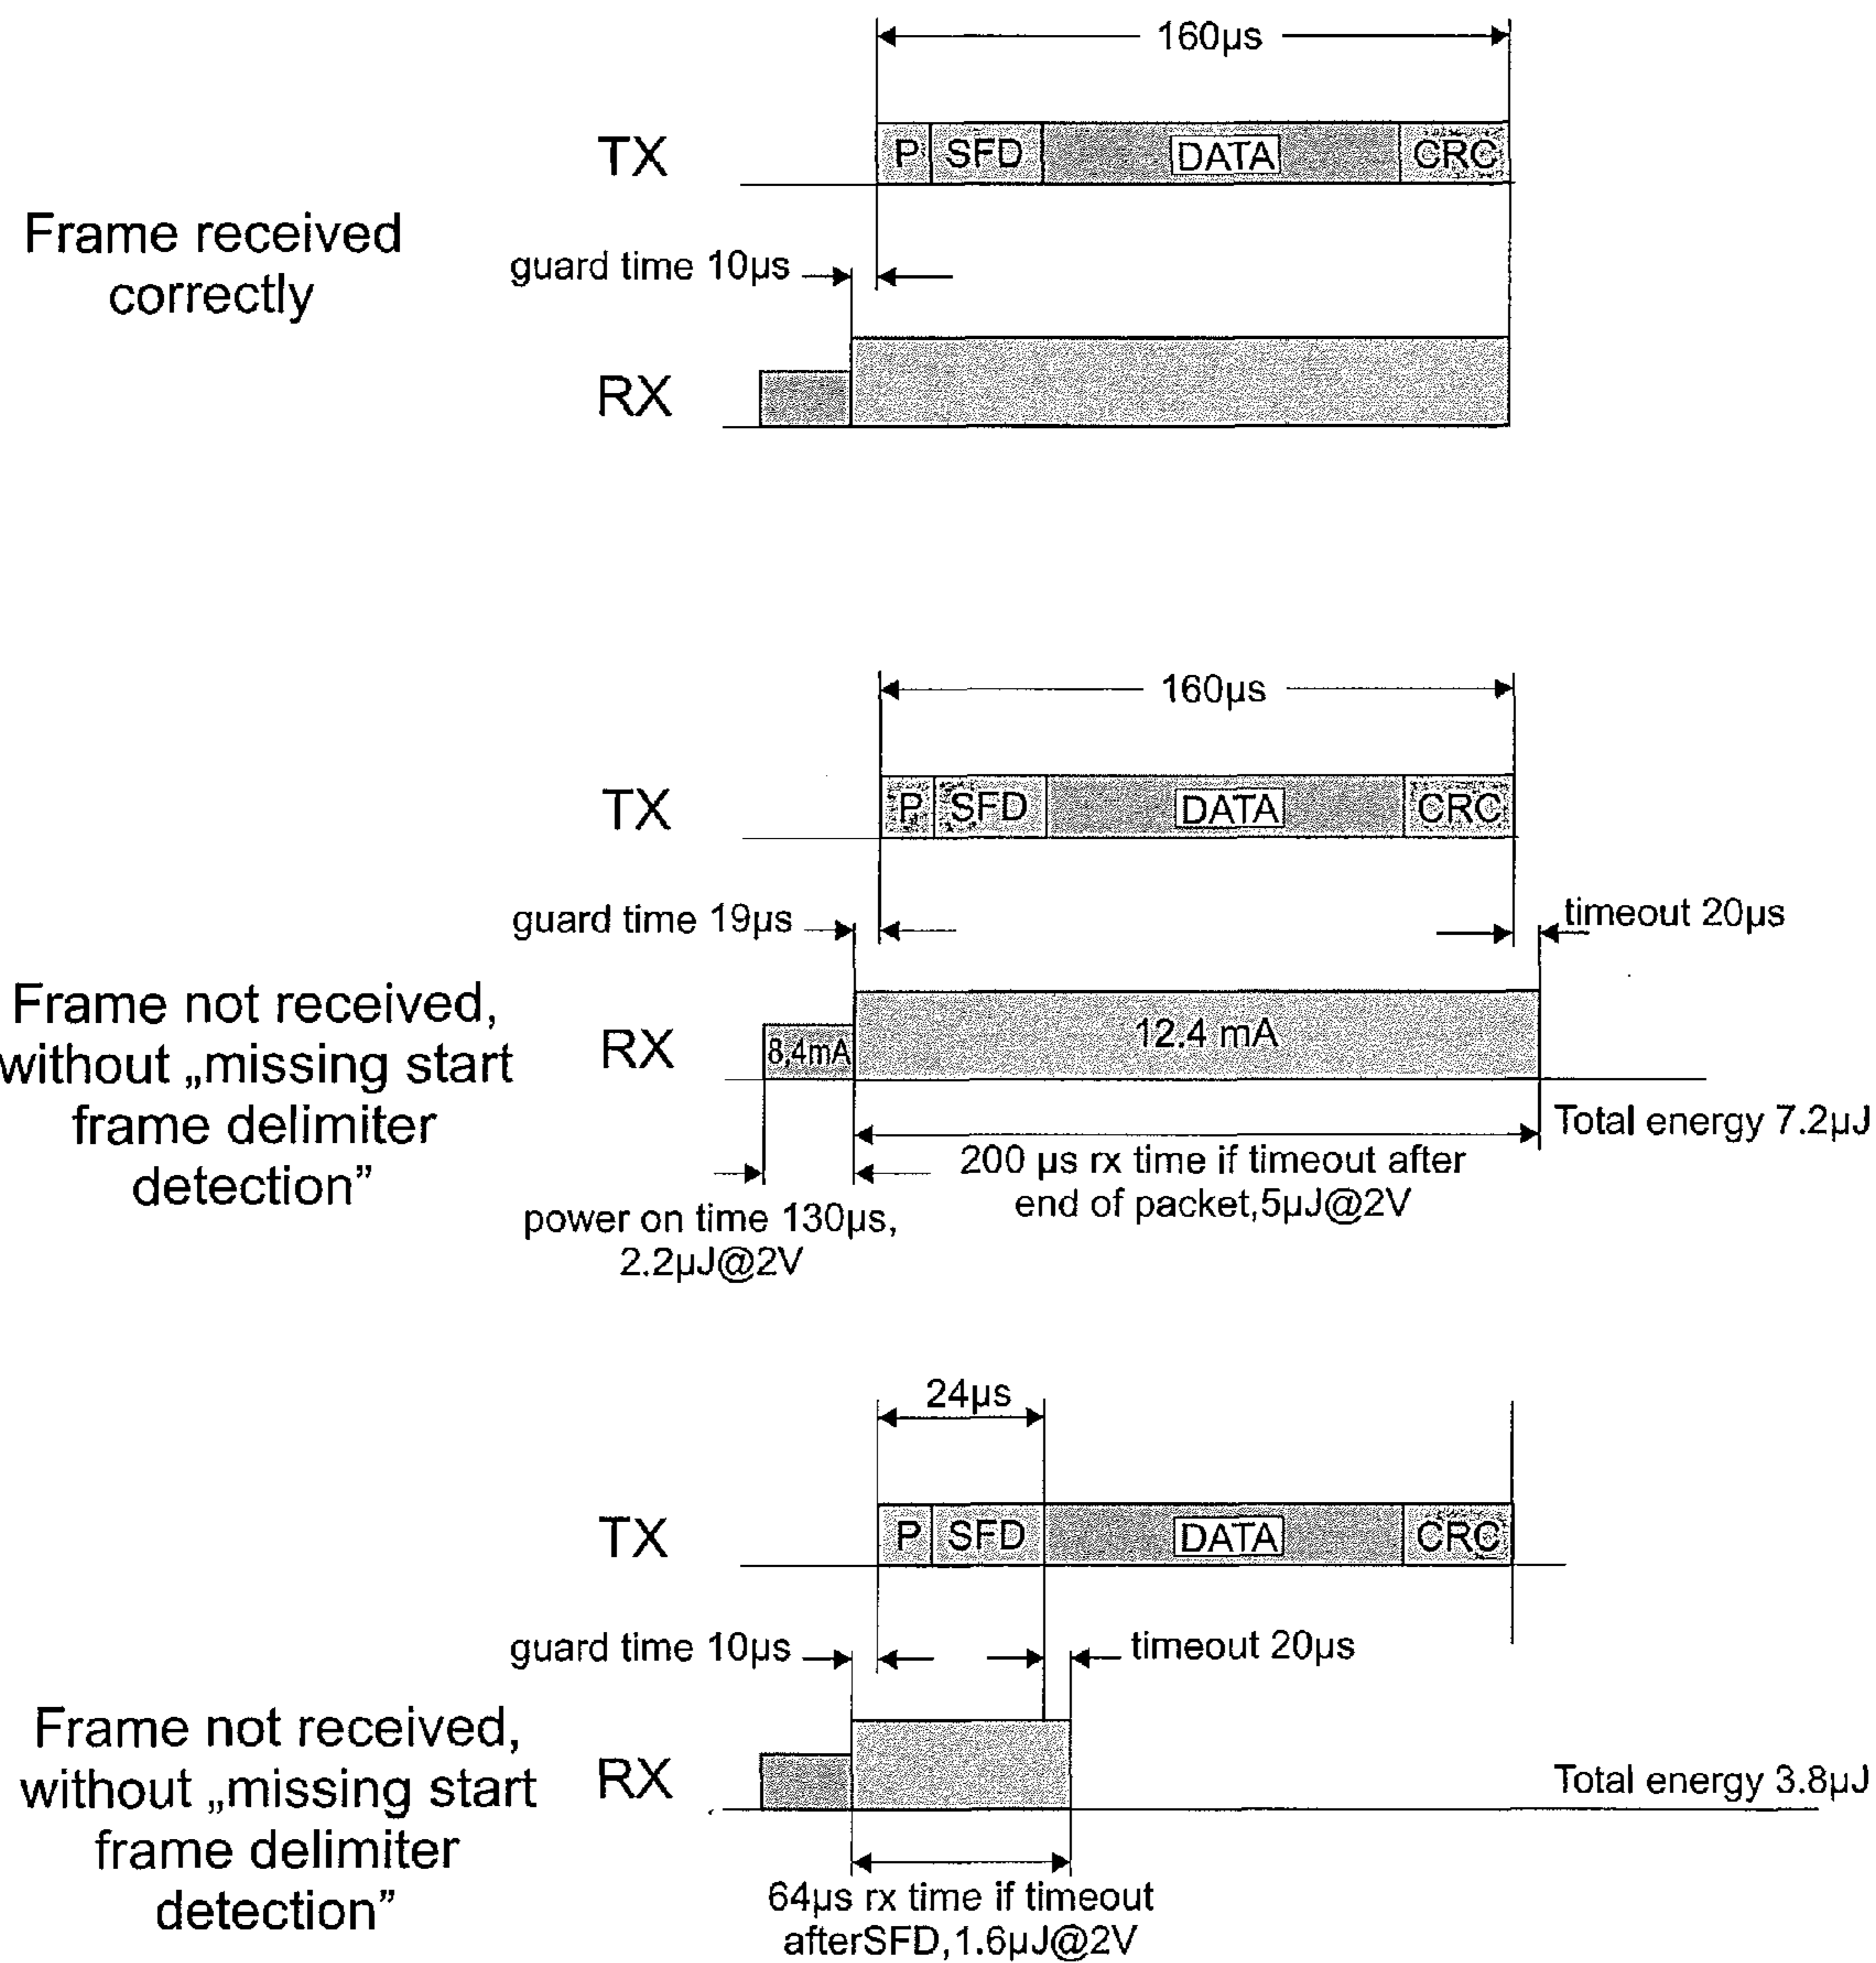 160µs
TX
P SFD DATA CRC
Frame received
correctly
guard time 10µs
RX
160µs
TX
P SFD DATA CRC
guard time 19µs
timeout 20µs
Frame not received,
without „missing start
frame delimiter
detection”
RX
8,4mA
12.4 mA
Total energy 7.2µJ
200 µs rx time if timeout after
end of packet,5µJ@2V
power on time 130µs,
2.2µJ@2V
24µs
TX
P SFD DATA CRC
guard time 10µs
timeout 20µs
Frame not received,
without „missing start
frame delimiter
detection”
RX
Total energy 3.8µJ
64µs rx time if timeout
afterSFD,1.6µJ@2V